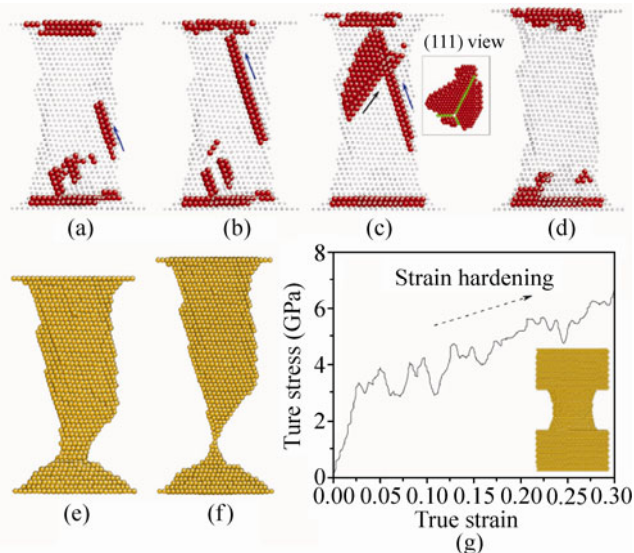 (111) view
(a)
(b)
(c)
(d)
8
6
4
2
0
Ture stress (GPa)
Strain hardening
0.00 0.05 0.10 0.15 0.20 0.25 0.30
True strain
(e)
(f)
(g)